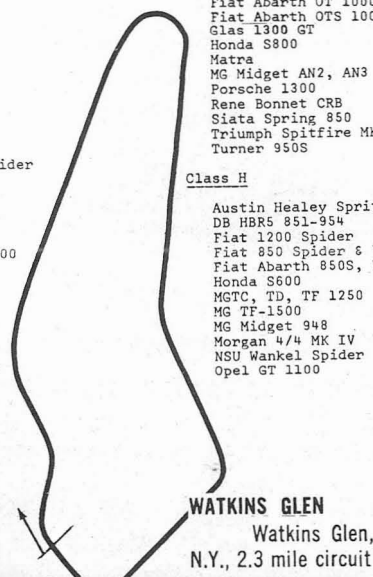 Fiat Abarth OT 1000
Fiat Abarth OTS 100
Glas 1300 GT
Honda S800
Matra
MG Midget AN2, AN3
Porsche 1300
Rene Bonnet CRB
Siata Spring 850
Triumph Spitfire MK
Turner 950S
ider
Class H
Austin Healey Sprit
DB HBR5 851-954
Fiat 1200 Spider
Fiat 850 Spider &
Fiat Abarth 850S,
Honda S600
MGTC, TD, TF 1250
MG TF-1500
MG Midget 948
Morgan 4/4 MK IV
NSU Wankel Spider
Opel GT 1100
00
WATKINS GLEN
Watkins Glen,
N.Y., 2.3 mile circuit